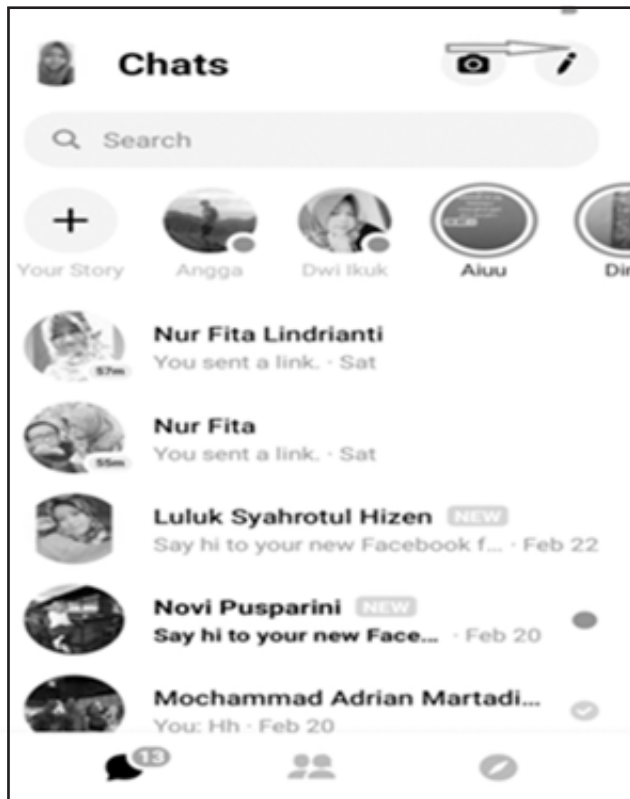 Chats
Search
Your Story
Angga
Dwi Ikuk
Aiuu
Dir
Nur Fita Lindrianti
You sent a link. · Sat
57m
Nur Fita
You sent a link. · Sat
55m
Luluk Syahrotul Hizen NEW
Say hi to your new Facebook f... · Feb 22
Novi Pusparini NEW
Say hi to your new Face... · Feb 20
Mochammad Adrian Martadi...
You: Hh · Feb 20
13